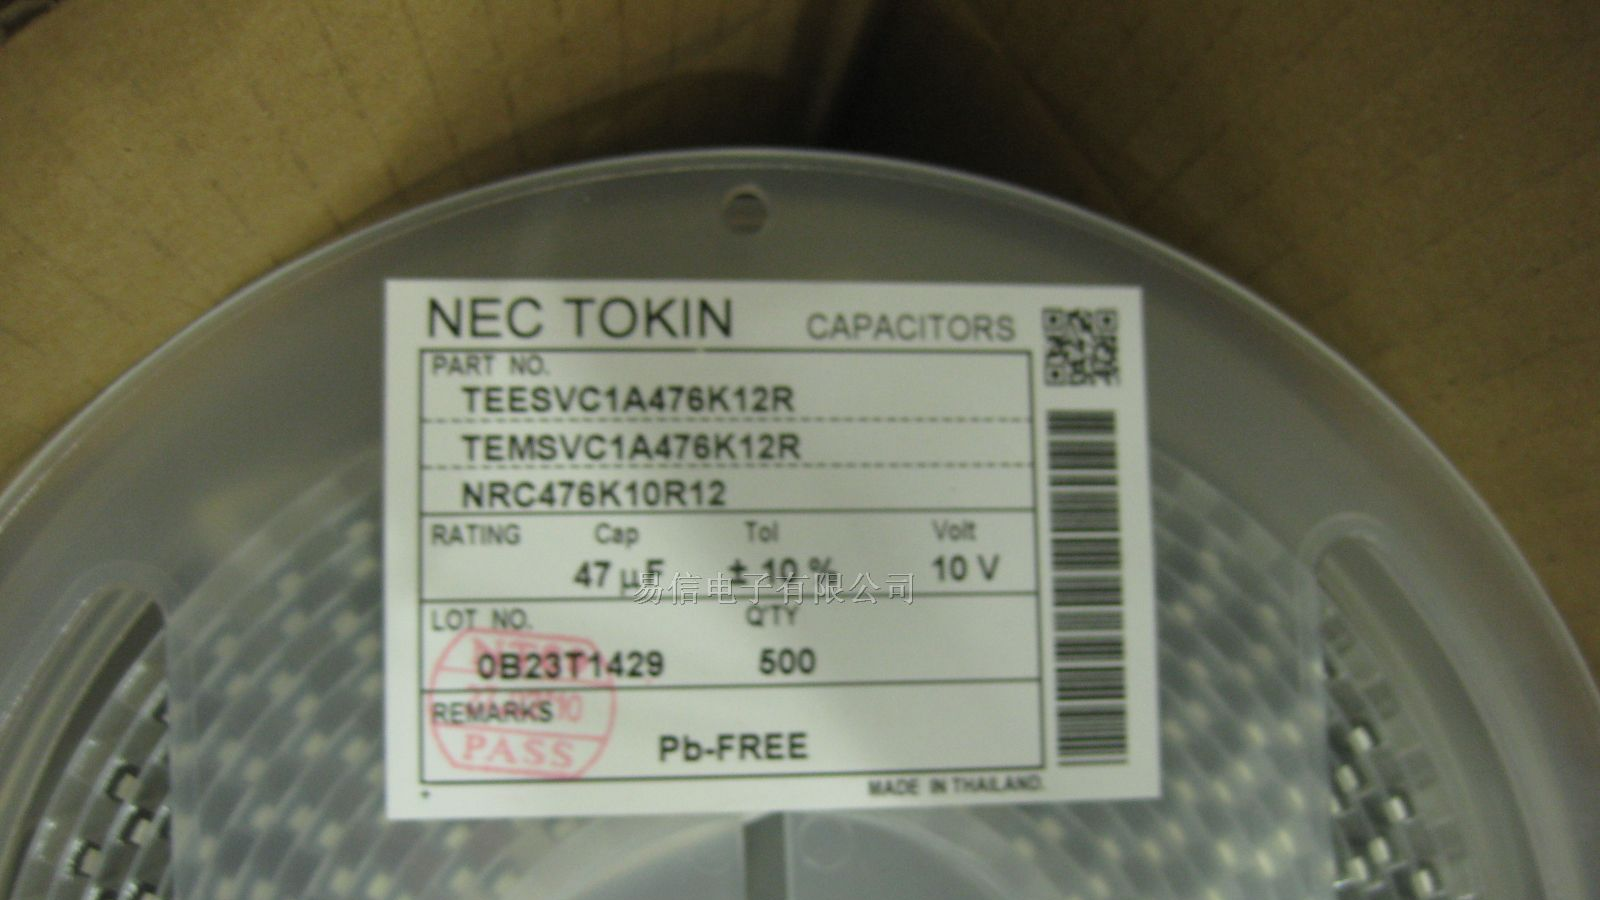 NEC TOKIN CAPACITORS
PART NO.
TEESVC1A476K12R
TEMSVC1A476K12R
NRC476K10R12
RATING Cap Tol Volt
47 μF ± 10 % 10 V
易信电子有限公司
LOT NO. Q'TY
0B23T1429 500
REMARKS
PASS
Pb-FREE
MADE IN THAILAND.